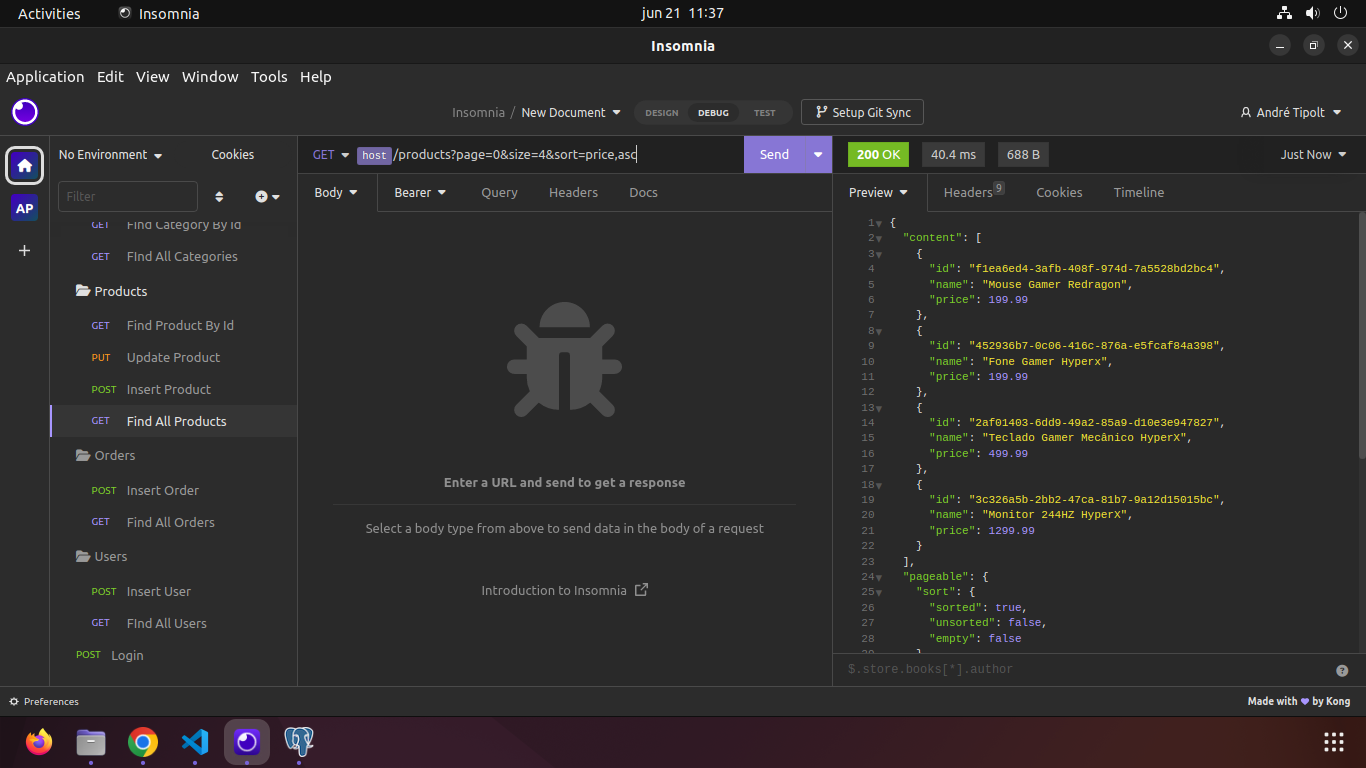 Activities
Insomnia
jun 21 11:37
Insomnia
Application Edit View Window Tools Help
Insomnia / New Document
DESIGN DEBUG TEST
Setup Git Sync
André Tipolt
No Environment
Cookies
GET host /products?page=0&size=4&sort=price,asc
Send
200 OK
40.4 ms
688 B
Just Now
Filter
AP
Body
Bearer
Query
Headers
Docs
Preview
Headers 9
Cookies
Timeline
GET Find Category By Id
GET FInd All Categories
Products
GET Find Product By Id
PUT Update Product
POST Insert Product
GET Find All Products
Orders
POST Insert Order
GET Find All Orders
Users
POST Insert User
GET FInd All Users
POST Login
Enter a URL and send to get a response
Select a body type from above to send data in the body of a request
Introduction to Insomnia
1 {
2 "content": [
3 {
4 "id": "f1ea6ed4-3afb-408f-974d-7a5528bd2bc4",
5 "name": "Mouse Gamer Redragon",
6 "price": 199.99
7 },
8 {
9 "id": "452936b7-0c06-416c-876a-e5fcaf84a398",
10 "name": "Fone Gamer Hyperx",
11 "price": 199.99
12 },
13 {
14 "id": "2af01403-6dd9-49a2-85a9-d10e3e947827",
15 "name": "Teclado Gamer Mecânico HyperX",
16 "price": 499.99
17 },
18 {
19 "id": "3c326a5b-2bb2-47ca-81b7-9a12d15015bc",
20 "name": "Monitor 244HZ HyperX",
21 "price": 1299.99
22 }
23 ],
24 "pageable": {
25 "sort": {
26 "sorted": true,
27 "unsorted": false,
28 "empty": false
$.store.books[*].author
Preferences
Made with by Kong